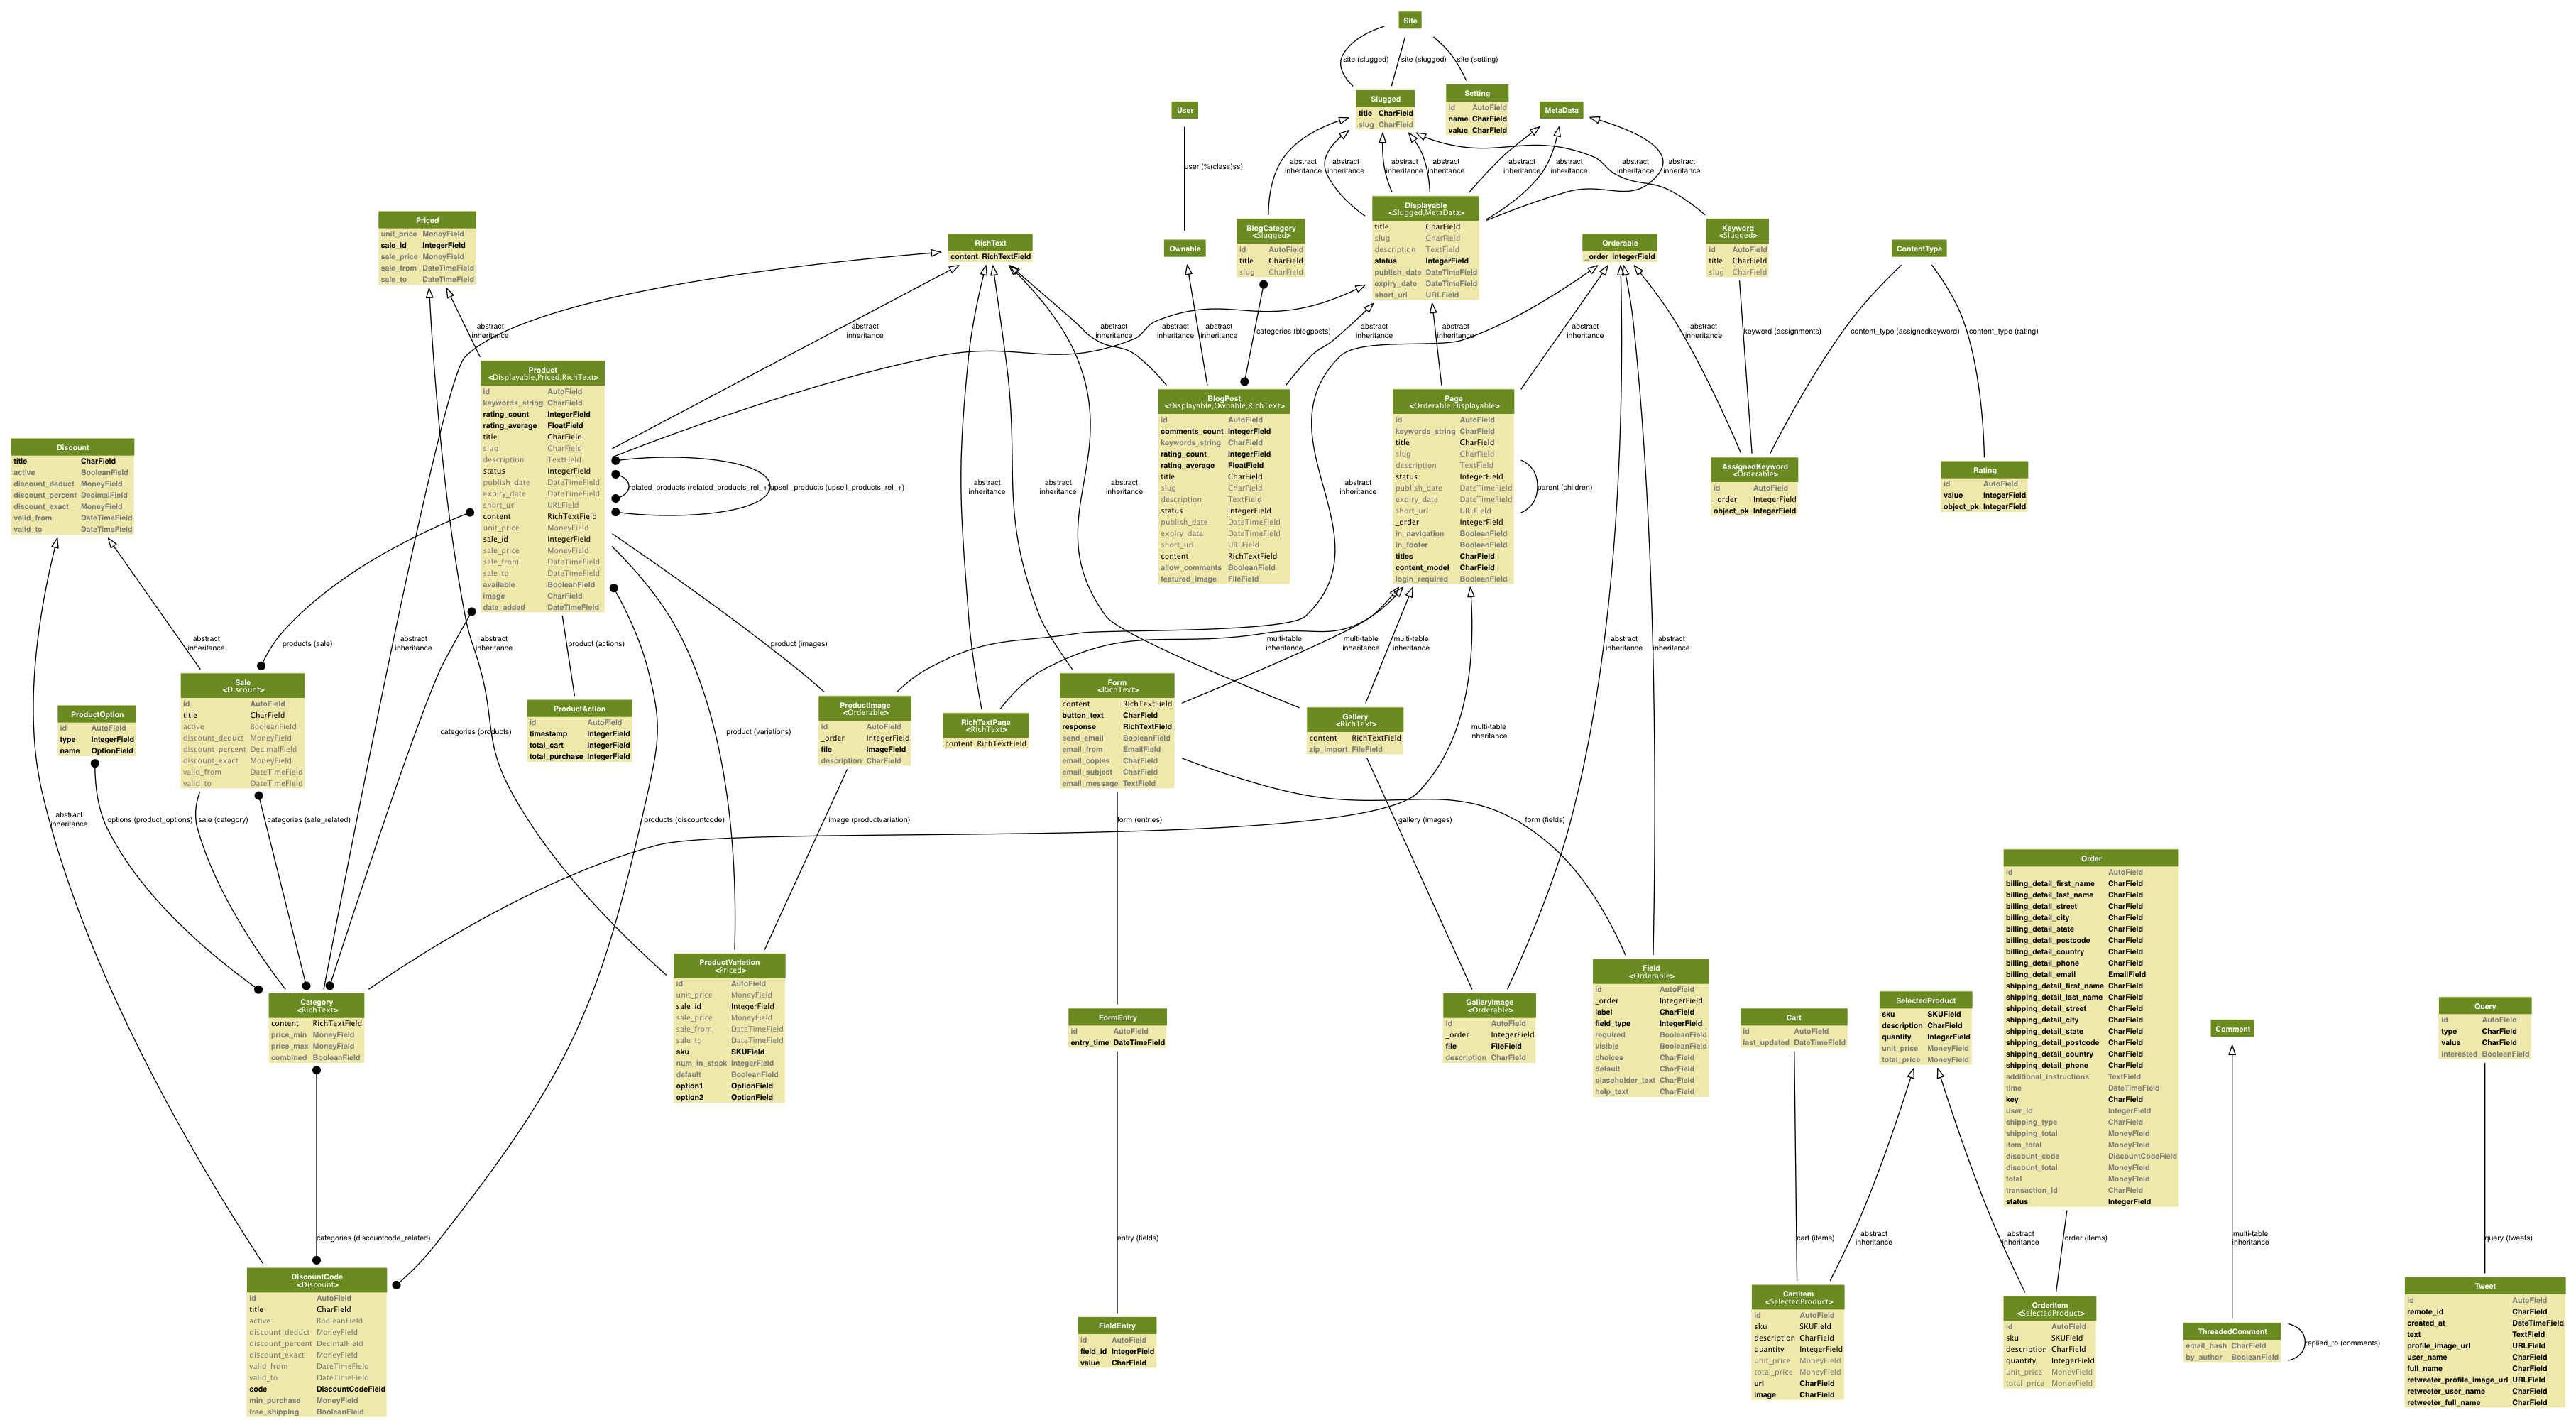 Site
site (slugged)
site (slugged)
site (setting)
Slugged
title CharField
slug CharField
Setting
id AutoField
name CharField
value CharField
MetaData
User
user (%(class)ss)
abstract
inheritance
abstract
inheritance
abstract
inheritance
abstract
inheritance
abstract
inheritance
abstract
inheritance
abstract
inheritance
abstract
inheritance
Priced
unit_price MoneyField
sale_id IntegerField
sale_price MoneyField
sale_from DateTimeField
sale_to DateTimeField
RichText
content RichTextField
Ownable
BlogCategory
<Slugged>
id AutoField
title CharField
slug CharField
Displayable
<Slugged,MetaData>
title CharField
slug CharField
description TextField
status IntegerField
publish_date DateTimeField
expiry_date DateTimeField
short_url URLField
Orderable
_order IntegerField
Keyword
<Slugged>
id AutoField
title CharField
slug CharField
ContentType
abstract
inheritance
abstract
inheritance
abstract
inheritance
abstract
inheritance
abstract
inheritance
categories (blogposts)
abstract
inheritance
abstract
inheritance
abstract
inheritance
abstract
inheritance
keyword (assignments)
content_type (assignedkeyword)
content_type (rating)
Product
<Displayable,Priced,RichText>
id AutoField
keywords_string CharField
rating_count IntegerField
rating_average FloatField
title CharField
slug CharField
description TextField
status IntegerField
publish_date DateTimeField
expiry_date DateTimeField
short_url URLField
content RichTextField
unit_price MoneyField
sale_id IntegerField
sale_price MoneyField
sale_from DateTimeField
sale_to DateTimeField
available BooleanField
image CharField
date_added DateTimeField
related_products (related_products_rel_+)
upsell_products (upsell_products_rel_+)
BlogPost
<Displayable,Ownable,RichText>
id AutoField
comments_count IntegerField
keywords_string CharField
rating_count IntegerField
rating_average FloatField
title CharField
slug CharField
description TextField
status IntegerField
publish_date DateTimeField
expiry_date DateTimeField
short_url URLField
content RichTextField
allow_comments BooleanField
featured_image FileField
Page
<Orderable,Displayable>
id AutoField
keywords_string CharField
title CharField
slug CharField
description TextField
status IntegerField
publish_date DateTimeField
expiry_date DateTimeField
short_url URLField
_order IntegerField
in_navigation BooleanField
in_footer BooleanField
titles CharField
content_model CharField
login_required BooleanField
parent (children)
AssignedKeyword
<Orderable>
id AutoField
_order IntegerField
object_pk IntegerField
Rating
id AutoField
value IntegerField
object_pk IntegerField
Discount
title CharField
active BooleanField
discount_deduct MoneyField
discount_percent DecimalField
discount_exact MoneyField
valid_from DateTimeField
valid_to DateTimeField
abstract
inheritance
abstract
inheritance
abstract
inheritance
abstract
inheritance
abstract
inheritance
products (sale)
abstract
inheritance
abstract
inheritance
product (actions)
product (images)
multi-table
inheritance
multi-table
inheritance
multi-table
inheritance
abstract
inheritance
abstract
inheritance
ProductOption
id AutoField
type IntegerField
name OptionField
Sale
<Discount>
id AutoField
title CharField
active BooleanField
discount_deduct MoneyField
discount_percent DecimalField
discount_exact MoneyField
valid_from DateTimeField
valid_to DateTimeField
ProductAction
id AutoField
timestamp IntegerField
total_cart IntegerField
total_purchase IntegerField
ProductImage
<Orderable>
id AutoField
_order IntegerField
file ImageField
description CharField
RichTextPage
<RichText>
content RichTextField
Form
<RichText>
content RichTextField
button_text CharField
response RichTextField
send_email BooleanField
email_from EmailField
email_copies CharField
email_subject CharField
email_message TextField
Gallery
<RichText>
content RichTextField
zip_import FileField
categories (products)
product (variations)
multi-table
inheritance
abstract
inheritance
options (product_options)
sale (category)
categories (sale_related)
products (discountcode)
image (productvariation)
form (entries)
gallery (images)
form (fields)
Category
<RichText>
content RichTextField
price_min MoneyField
price_max MoneyField
combined BooleanField
ProductVariation
<Priced>
id AutoField
unit_price MoneyField
sale_id IntegerField
sale_price MoneyField
sale_from DateTimeField
sale_to DateTimeField
sku SKUField
num_in_stock IntegerField
default BooleanField
option1 OptionField
option2 OptionField
FormEntry
id AutoField
entry_time DateTimeField
GalleryImage
<Orderable>
id AutoField
_order IntegerField
file FileField
description CharField
Field
<Orderable>
id AutoField
_order IntegerField
label CharField
field_type IntegerField
required BooleanField
visible BooleanField
choices CharField
default CharField
placeholder_text CharField
help_text CharField
Cart
id AutoField
last_updated DateTimeField
SelectedProduct
sku SKUField
description CharField
quantity IntegerField
unit_price MoneyField
total_price MoneyField
Order
id AutoField
billing_detail_first_name CharField
billing_detail_last_name CharField
billing_detail_street CharField
billing_detail_city CharField
billing_detail_state CharField
billing_detail_postcode CharField
billing_detail_country CharField
billing_detail_phone CharField
billing_detail_email EmailField
shipping_detail_first_name CharField
shipping_detail_last_name CharField
shipping_detail_street CharField
shipping_detail_city CharField
shipping_detail_state CharField
shipping_detail_postcode CharField
shipping_detail_country CharField
shipping_detail_phone CharField
additional_instructions TextField
time DateTimeField
key CharField
user_id IntegerField
shipping_type CharField
shipping_total MoneyField
item_total MoneyField
discount_code DiscountCodeField
discount_total MoneyField
total MoneyField
transaction_id CharField
status IntegerField
Comment
Query
id AutoField
type CharField
value CharField
interested BooleanField
categories (discountcode_related)
entry (fields)
cart (items)
abstract
inheritance
abstract
inheritance
order (items)
multi-table
inheritance
query (tweets)
DiscountCode
<Discount>
id AutoField
title CharField
active BooleanField
discount_deduct MoneyField
discount_percent DecimalField
discount_exact MoneyField
valid_from DateTimeField
valid_to DateTimeField
code DiscountCodeField
min_purchase MoneyField
free_shipping BooleanField
FieldEntry
id AutoField
field_id IntegerField
value CharField
CartItem
<SelectedProduct>
id AutoField
sku SKUField
description CharField
quantity IntegerField
unit_price MoneyField
total_price MoneyField
url CharField
image CharField
OrderItem
<SelectedProduct>
id AutoField
sku SKUField
description CharField
quantity IntegerField
unit_price MoneyField
total_price MoneyField
ThreadedComment
email_hash CharField
by_author BooleanField
replied_to (comments)
Tweet
id AutoField
remote_id CharField
created_at DateTimeField
text TextField
profile_image_url URLField
user_name CharField
full_name CharField
retweeter_profile_image_url URLField
retweeter_user_name CharField
retweeter_full_name CharField